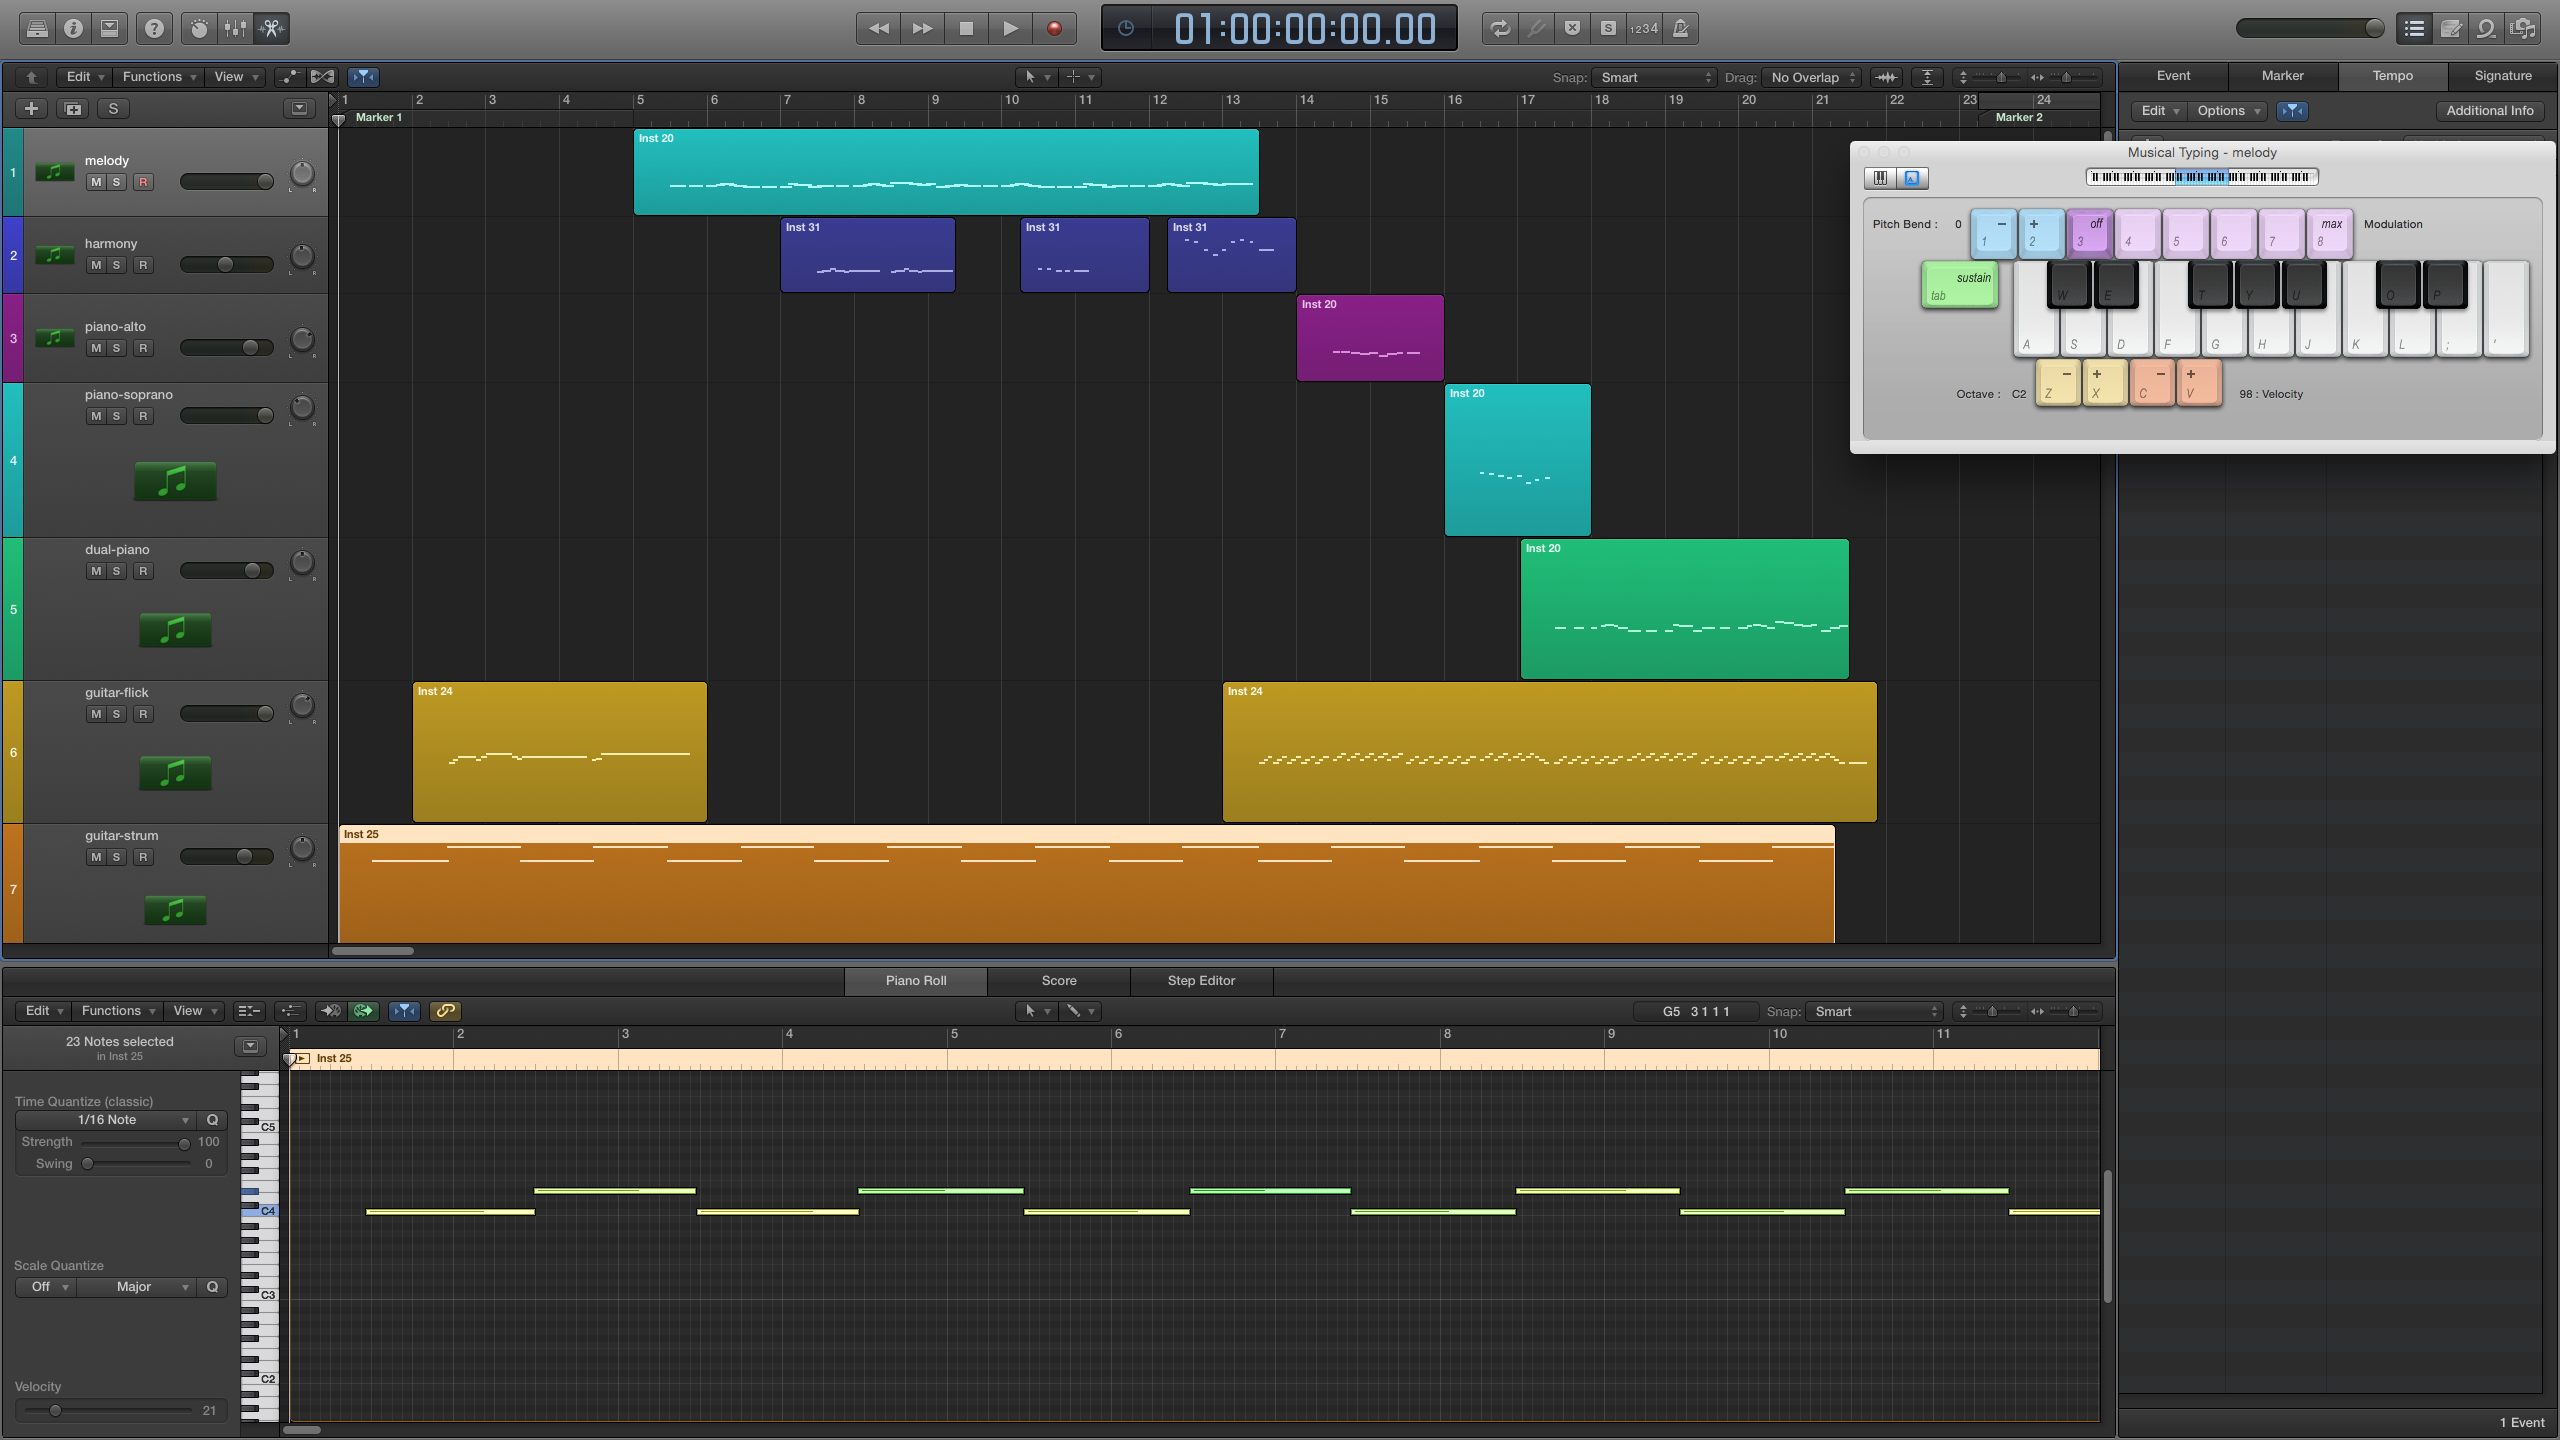 01:00:00:00.00
1234
Edit Functions View
Snap: Smart Drag: No Overlap
Event Marker Tempo Signature
Edit Options Additional Info
S
1 2 3 4 5 6 7 8 9 10 11 12 13 14 15 16 17 18 19 20 21 22 23 24
Marker 1 Marker 2
1 melody
M S R
Inst 20
2 harmony
M S R
Inst 31 Inst 31 Inst 31
3 piano-alto
M S R
Inst 20
4 piano-soprano
M S R
Inst 20
5 dual-piano
M S R
Inst 20
6 guitar-flick
M S R
Inst 24 Inst 24
7 guitar-strum
M S R
Inst 25
Musical Typing - melody
Pitch Bend : 0 − + off max Modulation
1 2 3 4 5 6 7 8
sustain
tab
W E T Y U O P
A S D F G H J K L ; '
− + − +
Octave : C2 Z X C V 98 : Velocity
Piano Roll Score Step Editor
Edit Functions View
G5 3 1 1 1 Snap: Smart
1 2 3 4 5 6 7 8 9 10 11
23 Notes selected
in Inst 25
Inst 25
Time Quantize (classic)
1/16 Note Q
Strength 100
Swing 0
Scale Quantize
Off Major Q
Velocity
21
C5
C4
C3
C2
1 Event